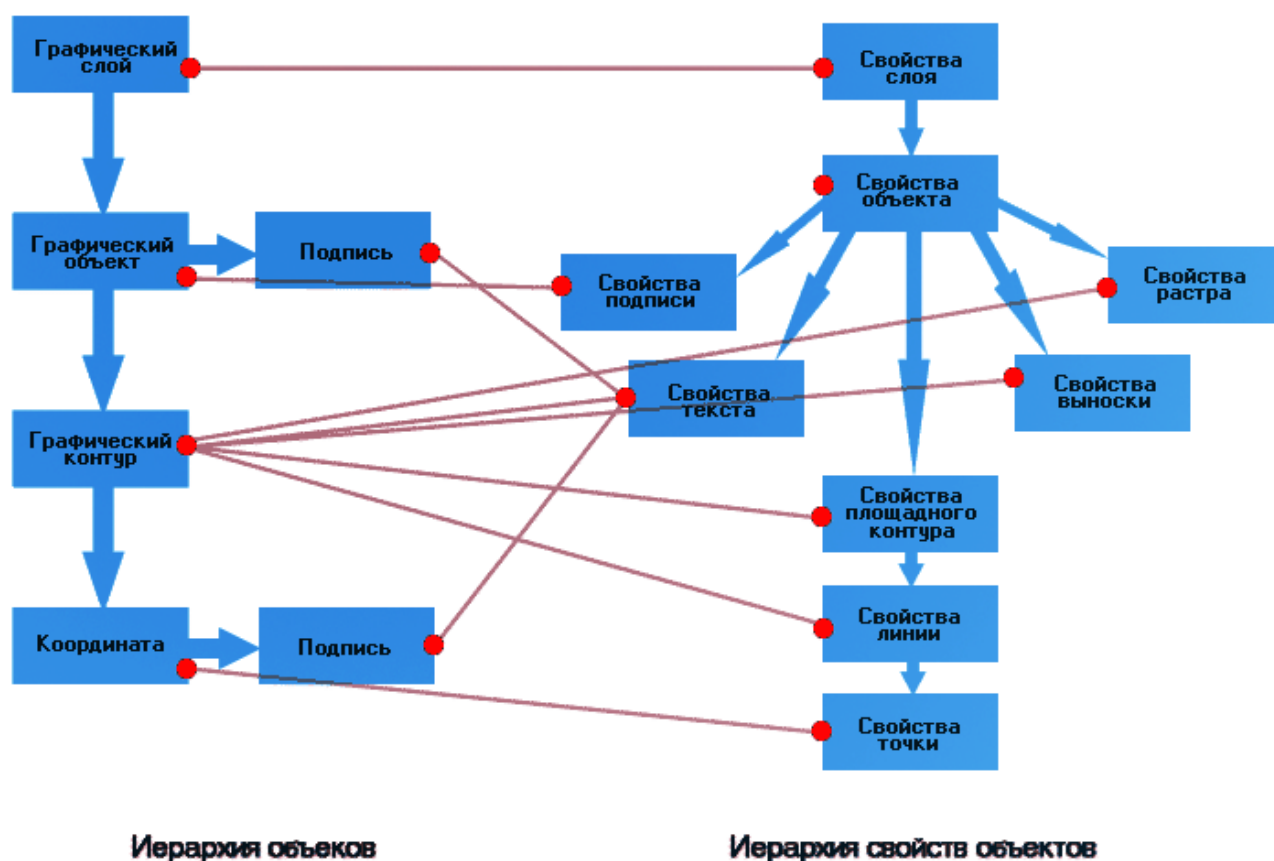 Графический
слой
Свойства
слоя
Свойства
объекта
Графический
объект
Подпись
Свойства
подписи
Свойства
растра
Свойства
текста
Свойства
выноски
Графический
контур
Свойства
площадного
контура
Свойства
линии
Координата
Подпись
Свойства
точки
Иерархия объеков
Иерархия свойств объектов